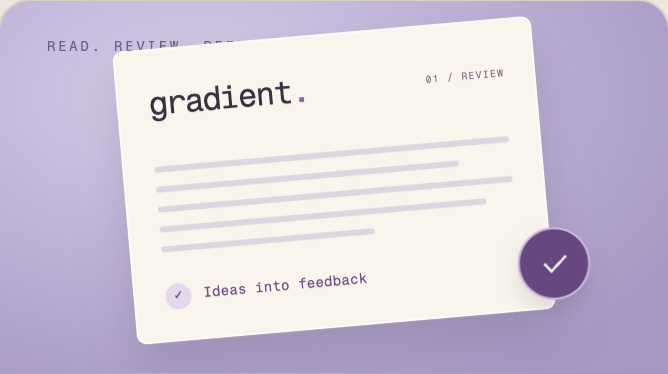 READ. REVIEW.
gradient.
01 / REVIEW
Ideas into feedback